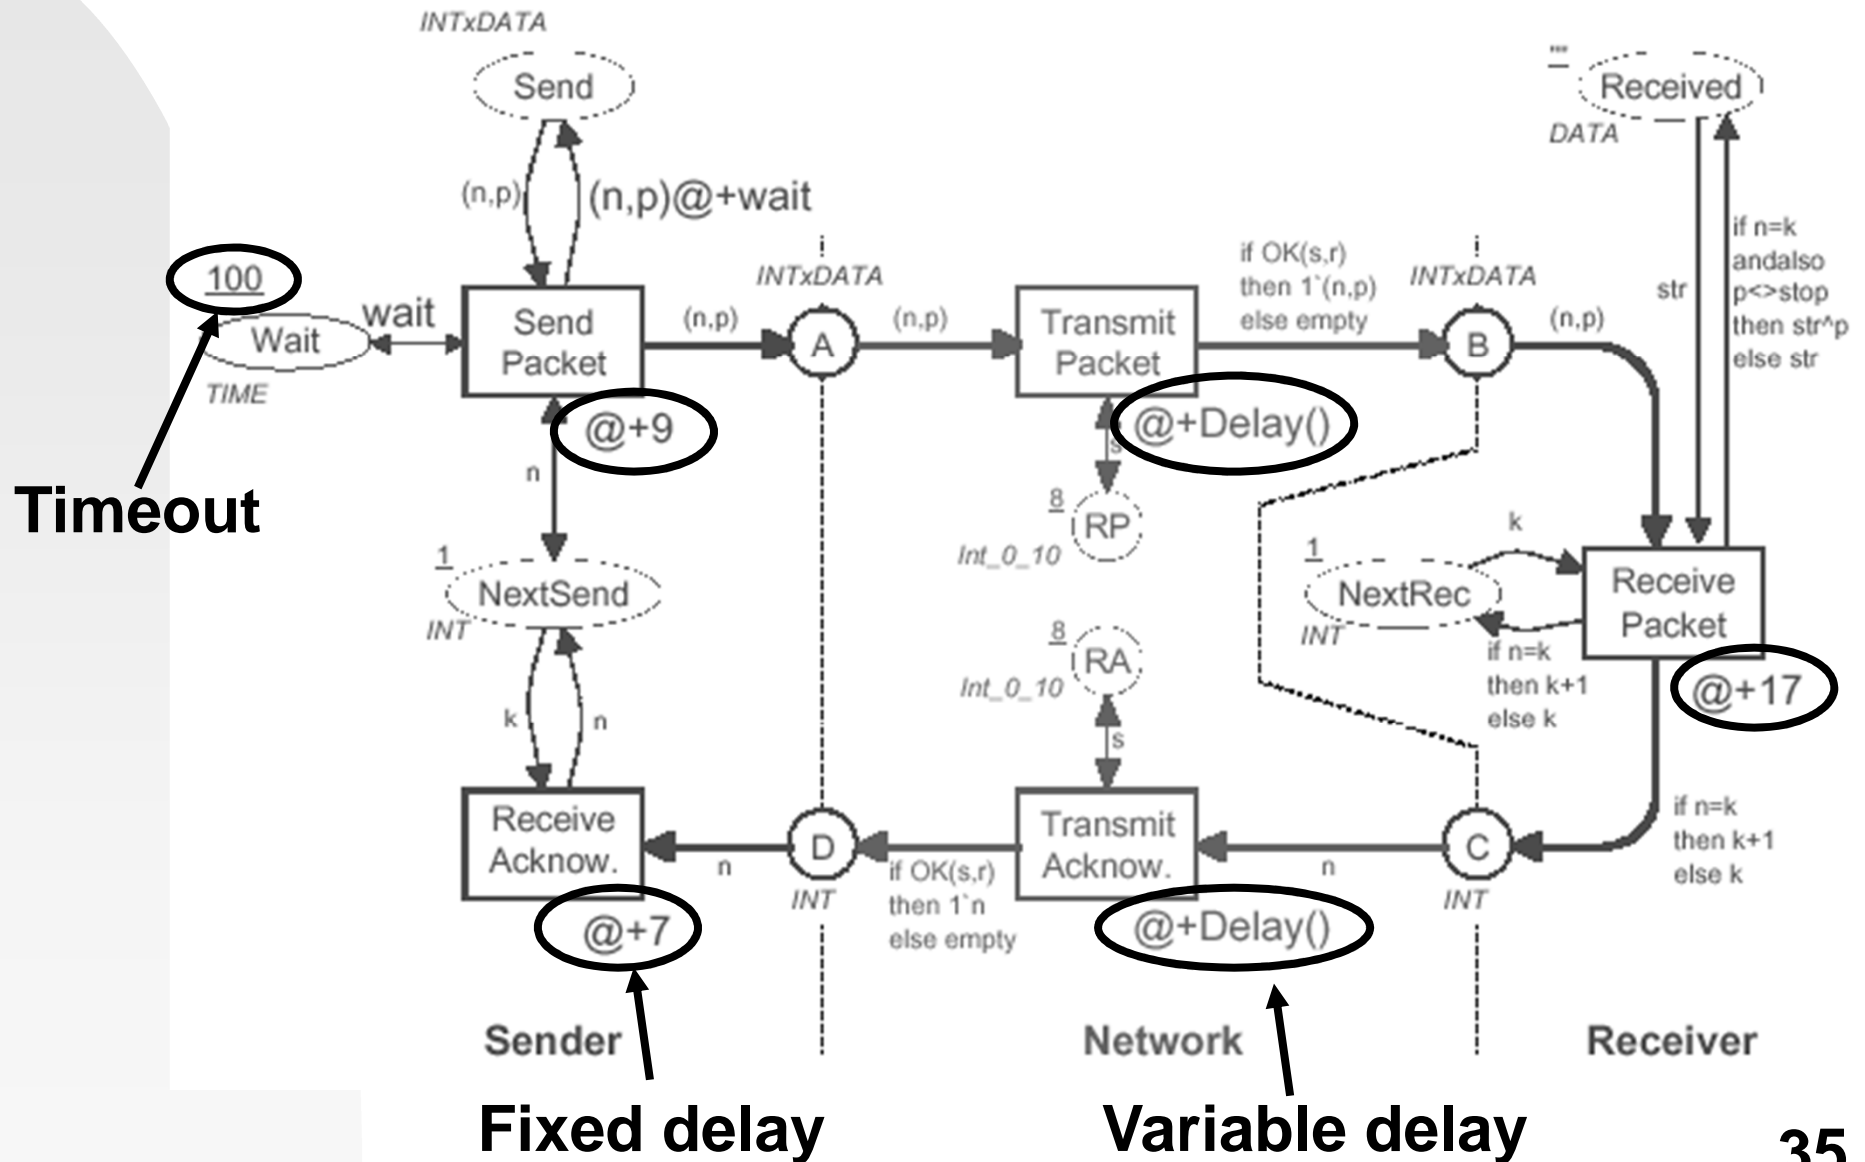 INTxDATA
Send
(n,p)
(n,p)@+wait
"""
Received
DATA
100
Wait
TIME
wait
Send
Packet
@+9
(n,p)
INTxDATA
A
(n,p)
Transmit
Packet
@+Delay()
if OK(s,r)
then 1`(n,p)
else empty
INTxDATA
B
(n,p)
str
if n=k
andalso
p<>stop
then str^p
else str
Timeout
n
s
8
RP
Int_0_10
1
NextSend
INT
8
RA
Int_0_10
s
1
NextRec
INT
k
if n=k
then k+1
else k
Receive
Packet
@+17
k
n
Receive
Acknow.
@+7
n
D
INT
if OK(s,r)
then 1`n
else empty
Transmit
Acknow.
@+Delay()
n
C
INT
if n=k
then k+1
else k
Sender
Network
Receiver
Fixed delay
Variable delay
35